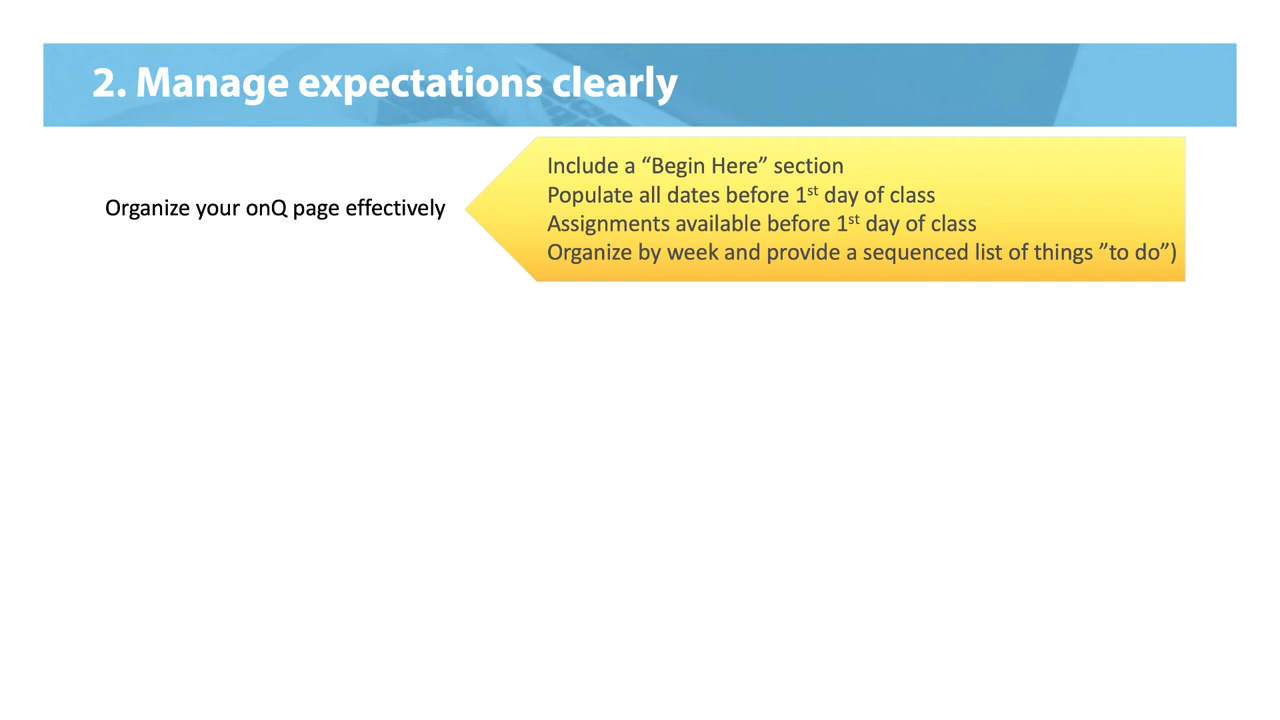 2. Manage expectations clearly
Organize your onQ page effectively
Include a “Begin Here” section
Populate all dates before 1st day of class
Assignments available before 1st day of class
Organize by week and provide a sequenced list of things ”to do”)